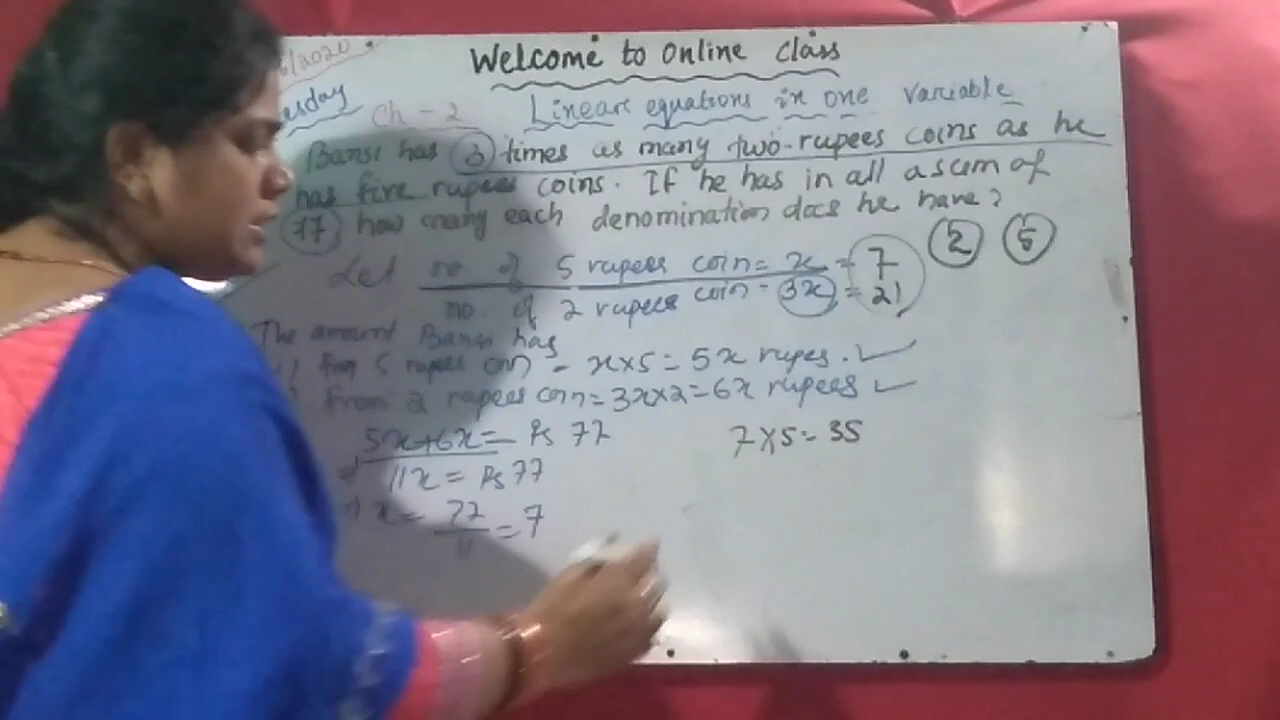 /2020
Welcome to Online class
esday
Ch-2 Linear equations in one variable
Bansi has 3 times as many two-rupees coins as he
has five rupees coins. If he has in all a sum of
77 how many each denomination does he have?
2 5
Let no of 5 rupees coin = x = 7
no. of 2 rupees coin = 3x = 21
The amount Bansi has
from 5 rupees coin = x×5 = 5x rupes. ✓
from 2 rupees coin = 3x×2 = 6x rupees ✓
5x+6x = Rs 77
7×5 = 35
⇒ 11x = Rs 77
⇒ x = 77/11 = 7